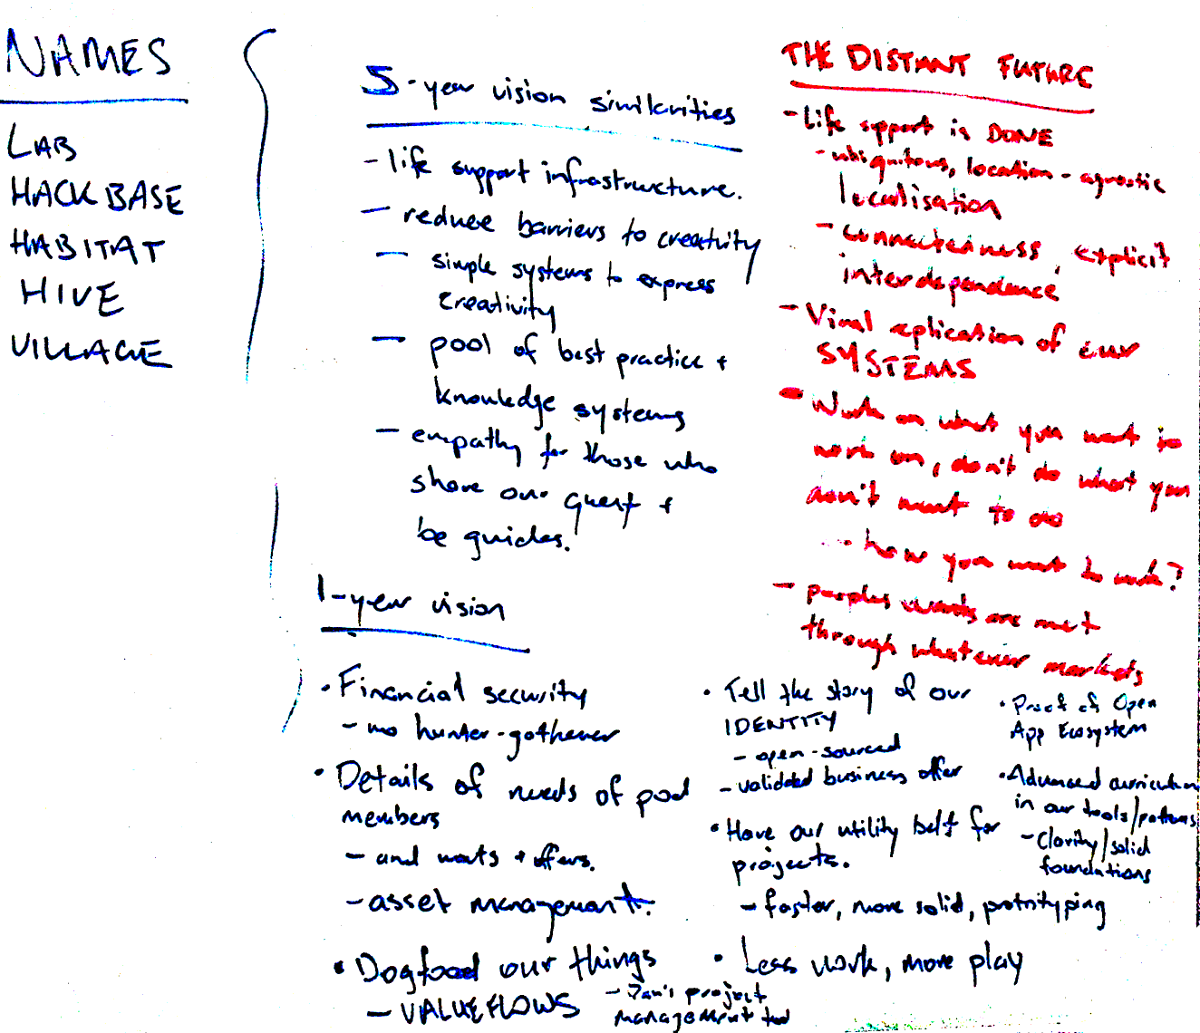 NAMES
LAB
HACKBASE
HABITAT
HIVE
VILLAGE
5-year vision similarities
- life support infrastructure.
- reduce barriers to creativity
- simple systems to express
creativity
- pool of best practice +
knowledge systems
- empathy for those who
share our quest +
be guides.
THE DISTANT FUTURE
- Life support is DONE
- ubiquitous, location-agnostic
localisation
- connectedness, explicit
interdependence
- Viral replication of our
SYSTEMS
- Work on what you want to
work on, don't do what you
don't want to do
- how you want to work?
- peoples wants are met
through whatever markets
1-year vision
• Financial security
- no hunter-gatherer
• Details of needs of pod
members
- and wants + offers.
- asset management.
• Dogfood our things
- VALUEFLOWS
- Dan's project
management tool
• Tell the story of our
IDENTITY
- open-sourced
- validated business offer
• Have our utility belt for
projects.
- faster, more solid, prototyping
• Less work, more play
• Proof of Open
App Ecosystem
• Advanced curriculum
in our tools/patterns
- Clarity/solid
foundations